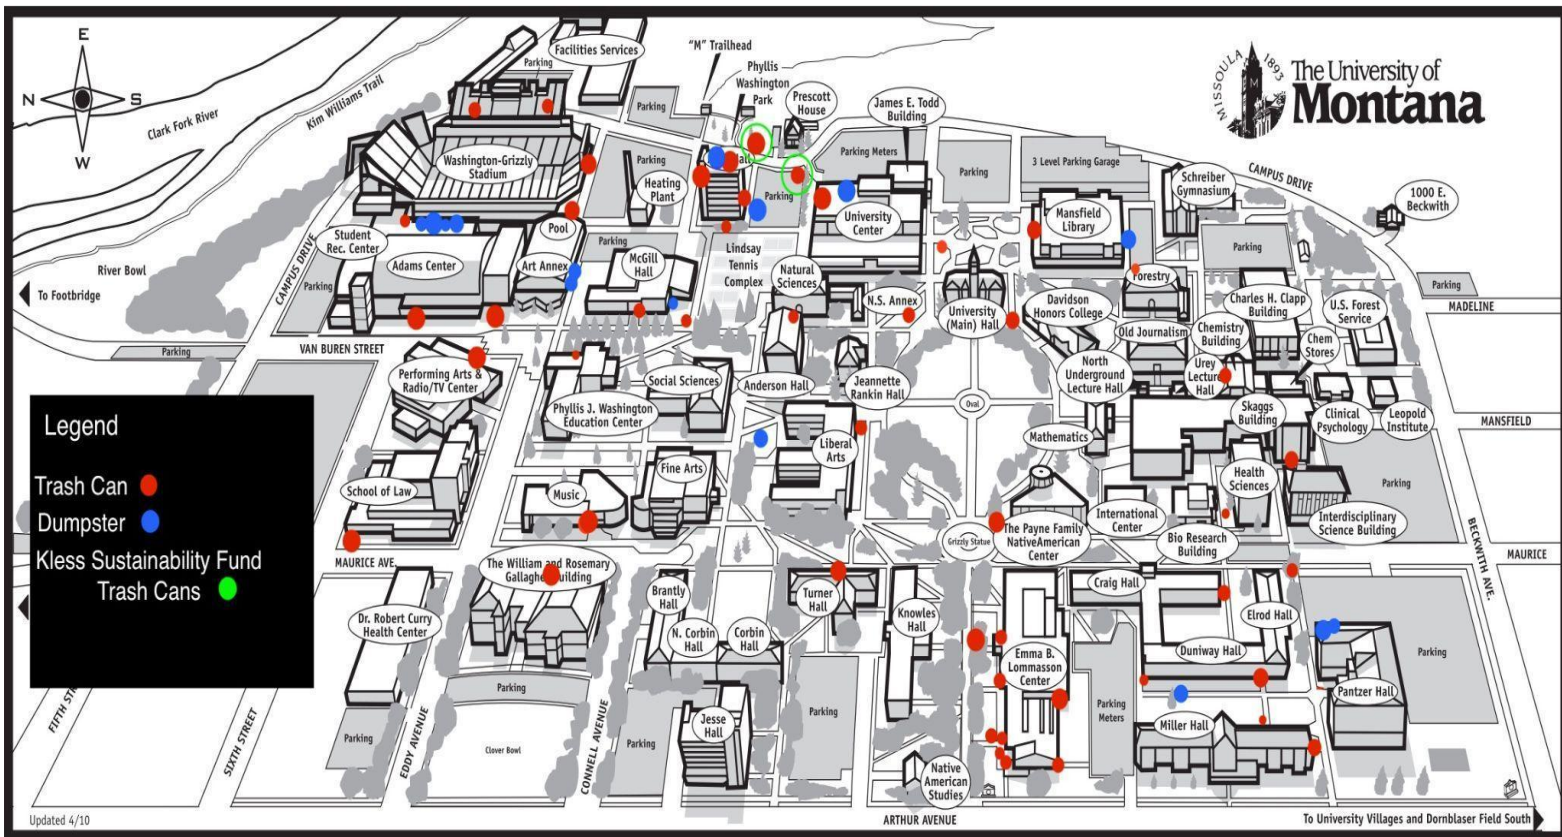 E
N
S
W
Clark Fork River
Kim Williams Trail
Facilities Services
Parking
"M" Trailhead
Phyllis
Washington
Park
Prescott
House
James E. Todd
Building
MISSOULA
1893
The University of
Montana
Parking
Parking
Parking Meters
Parking
3 Level Parking Garage
Schreiber
Gymnasium
CAMPUS DRIVE
1000 E.
Beckwith
Washington-Grizzly
Stadium
Heating
Plant
Parking
University
Center
Mansfield
Library
Student
Rec. Center
Pool
Adams Center
Art Annex
Parking
McGill
Hall
Lindsay
Tennis
Complex
Natural
Sciences
N.S. Annex
University
(Main) Hall
Davidson
Honors College
Forestry
Parking
Charles H. Clapp
Building
U.S. Forest
Service
Parking
MADELINE
River Bowl
To Footbridge
CAMPUS DRIVE
Parking
Parking
VAN BUREN STREET
Performing Arts &
Radio/TV Center
Phyllis J. Washington
Education Center
Social Sciences
Anderson Hall
Jeannette
Rankin Hall
Oval
North
Underground
Lecture Hall
Old Journalism
Chemistry
Building
Urey
Lecture
Hall
Chem
Stores
Skaggs
Building
Clinical
Psychology
Leopold
Institute
MANSFIELD
Legend
Trash Can
Dumpster
Kless Sustainability Fund
Trash Cans
School of Law
Music
Fine Arts
Liberal
Arts
Mathematics
Health
Sciences
Parking
MAURICE AVE.
The William and Rosemary
Gallagher Building
Grizzly Statue
The Payne Family
NativeAmerican
Center
International
Center
Bio Research
Building
Interdisciplinary
Science Building
BECKWITH AVE.
MAURICE
Dr. Robert Curry
Health Center
Brantly
Hall
N. Corbin
Hall
Corbin
Hall
Turner
Hall
Knowles
Hall
Emma B.
Lommasson
Center
Craig Hall
Elrod Hall
Duniway Hall
Parking
Pantzer Hall
Parking
Meters
Miller Hall
Parking
Parking
Jesse
Hall
Parking
Parking
Clover Bowl
Native
American
Studies
SIXTH STREET
EDDY AVENUE
CONNELL AVENUE
Updated 4/10
ARTHUR AVENUE
To University Villages and Dornblaser Field South